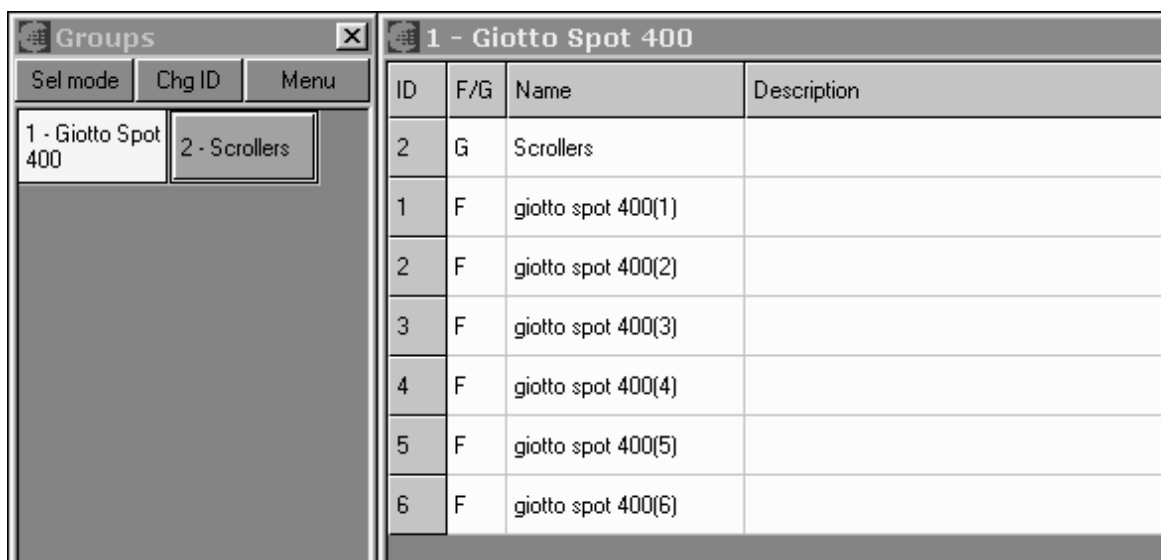 Groups
Sel mode Chg ID Menu
1 - Giotto Spot
400
2 - Scrollers
1 - Giotto Spot 400
ID F/G Name Description
2 G Scrollers
1 F giotto spot 400(1)
2 F giotto spot 400(2)
3 F giotto spot 400(3)
4 F giotto spot 400(4)
5 F giotto spot 400(5)
6 F giotto spot 400(6)